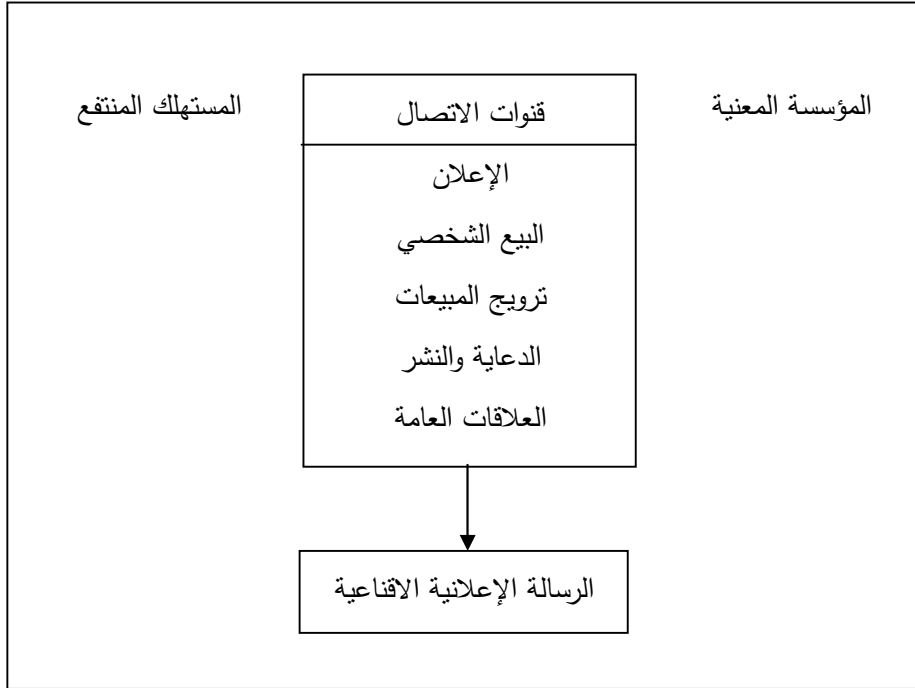 المؤسسة المعنية
قنوات الاتصال
المستهلك المنتفع
الإعلان
البيع الشخصي
ترويج المبيعات
الدعاية والنشر
العلاقات العامة
الرسالة الإعلانية الاقناعية